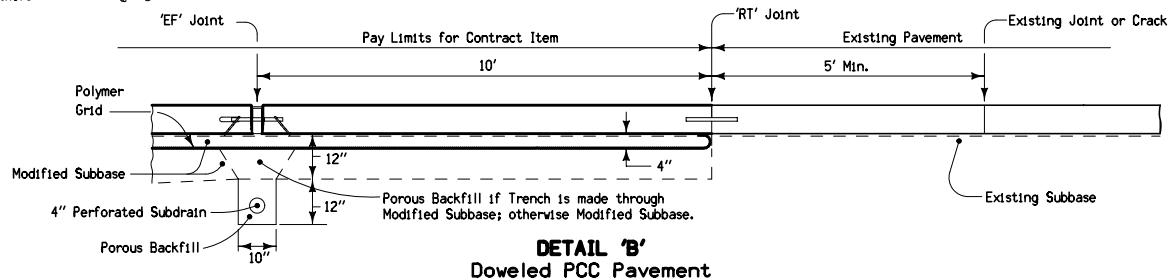 'EF' Joint
'RT' Joint
Existing Joint or Crack
Pay Limits for Contract Item
Existing Pavement
10'
5' Min.
Polymer
Grid
12"
4"
Modified Subbase
Existing Subbase
Porous Backfill if Trench is made through
Modified Subbase; otherwise Modified Subbase.
4" Perforated Subdrain
12"
Porous Backfill
10"
DETAIL 'B'
Doweled PCC Pavement